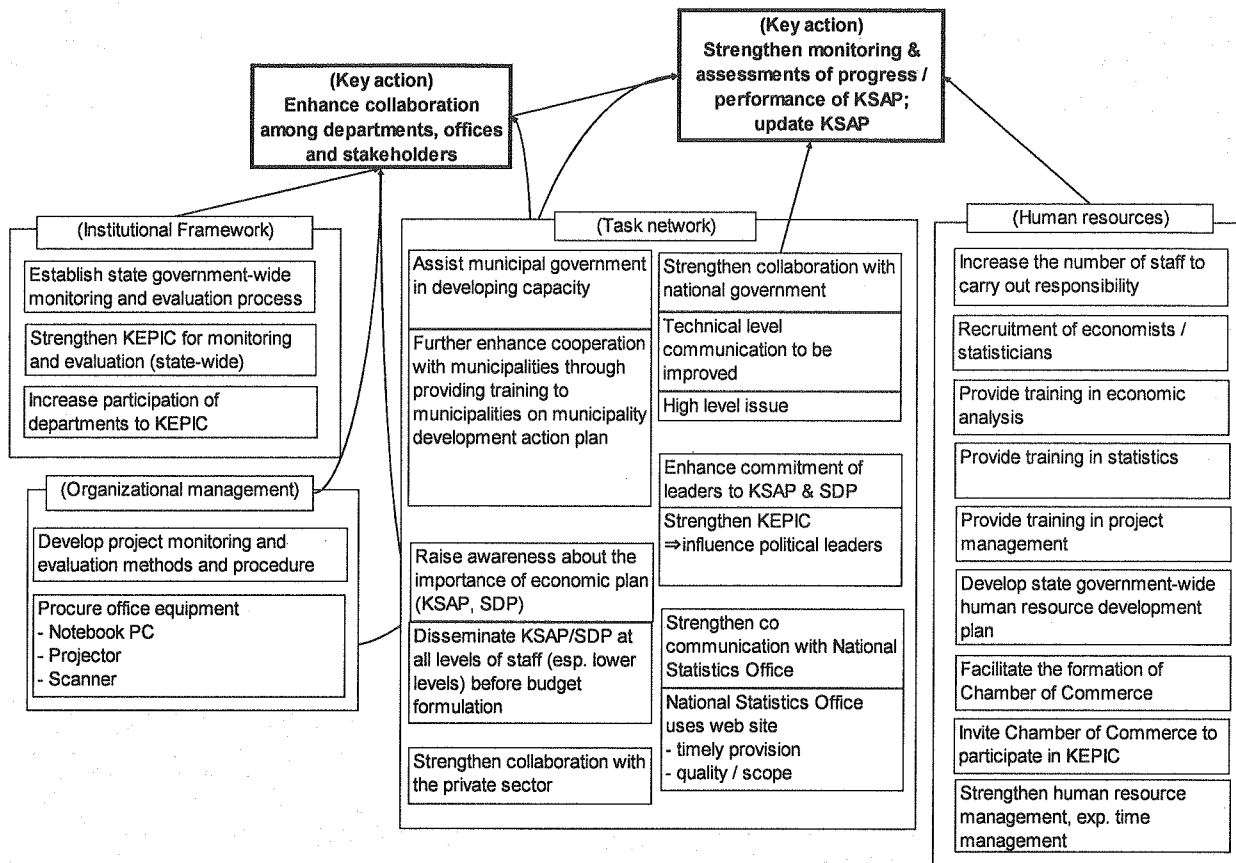 (Key action)
Strengthen monitoring &
assessments of progress /
performance of KSAP;
update KSAP
(Key action)
Enhance collaboration
among departments, offices
and stakeholders
(Institutional Framework)
Establish state government-wide
monitoring and evaluation process
Strengthen KEPIC for monitoring
and evaluation (state-wide)
Increase participation of
departments to KEPIC
(Organizational management)
Develop project monitoring and
evaluation methods and procedure
Procure office equipment
- Notebook PC
- Projector
- Scanner
(Task network)
Assist municipal government
in developing capacity
Further enhance cooperation
with municipalities through
providing training to
municipalities on municipality
development action plan
Raise awareness about the
importance of economic plan
(KSAP, SDP)
Disseminate KSAP/SDP at
all levels of staff (esp. lower
levels) before budget
formulation
Strengthen collaboration with
the private sector
Strengthen collaboration with
national government
Technical level
communication to be
improved
High level issue
Enhance commitment of
leaders to KSAP & SDP
Strengthen KEPIC
⇒influence political leaders
Strengthen co
communication with National
Statistics Office
National Statistics Office
uses web site
- timely provision
- quality / scope
(Human resources)
Increase the number of staff to
carry out responsibility
Recruitment of economists /
statisticians
Provide training in economic
analysis
Provide training in statistics
Provide training in project
management
Develop state government-wide
human resource development
plan
Facilitate the formation of
Chamber of Commerce
Invite Chamber of Commerce to
participate in KEPIC
Strengthen human resource
management, exp. time
management